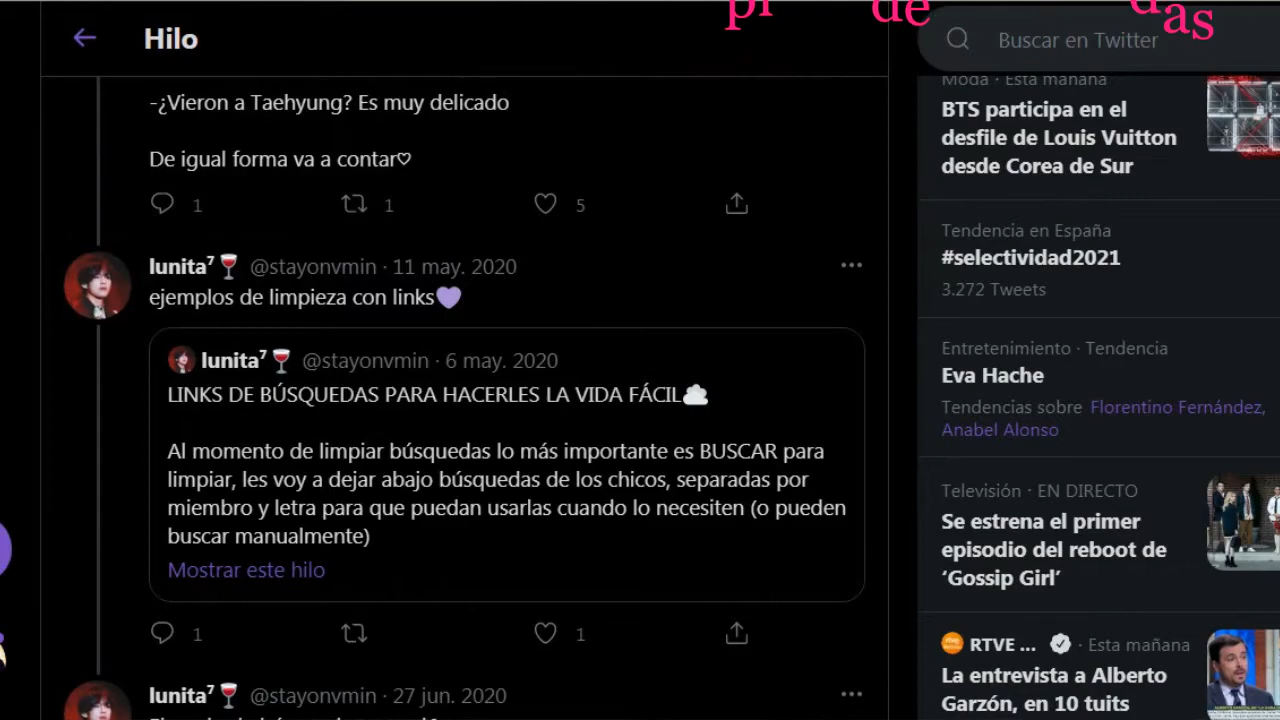 Hilo
-¿Vieron a Taehyung? Es muy delicado
De igual forma va a contar♡
1 1 5
lunita⁷🍷 @stayonvmin · 11 may. 2020
ejemplos de limpieza con links💜
lunita⁷🍷 @stayonvmin · 6 may. 2020
LINKS DE BÚSQUEDAS PARA HACERLES LA VIDA FÁCIL☁️
Al momento de limpiar búsquedas lo más importante es BUSCAR para
limpiar, les voy a dejar abajo búsquedas de los chicos, separadas por
miembro y letra para que puedan usarlas cuando lo necesiten (o pueden
buscar manualmente)
Mostrar este hilo
1 1
lunita⁷🍷 @stayonvmin · 27 jun. 2020
de das
Buscar en Twitter
Moda · Esta mañana
BTS participa en el
desfile de Louis Vuitton
desde Corea de Sur
Tendencia en España
#selectividad2021
3.272 Tweets
Entretenimiento · Tendencia
Eva Hache
Tendencias sobre Florentino Fernández,
Anabel Alonso
Televisión · EN DIRECTO
Se estrena el primer
episodio del reboot de
‘Gossip Girl’
RTVE ... · Esta mañana
La entrevista a Alberto
Garzón, en 10 tuits